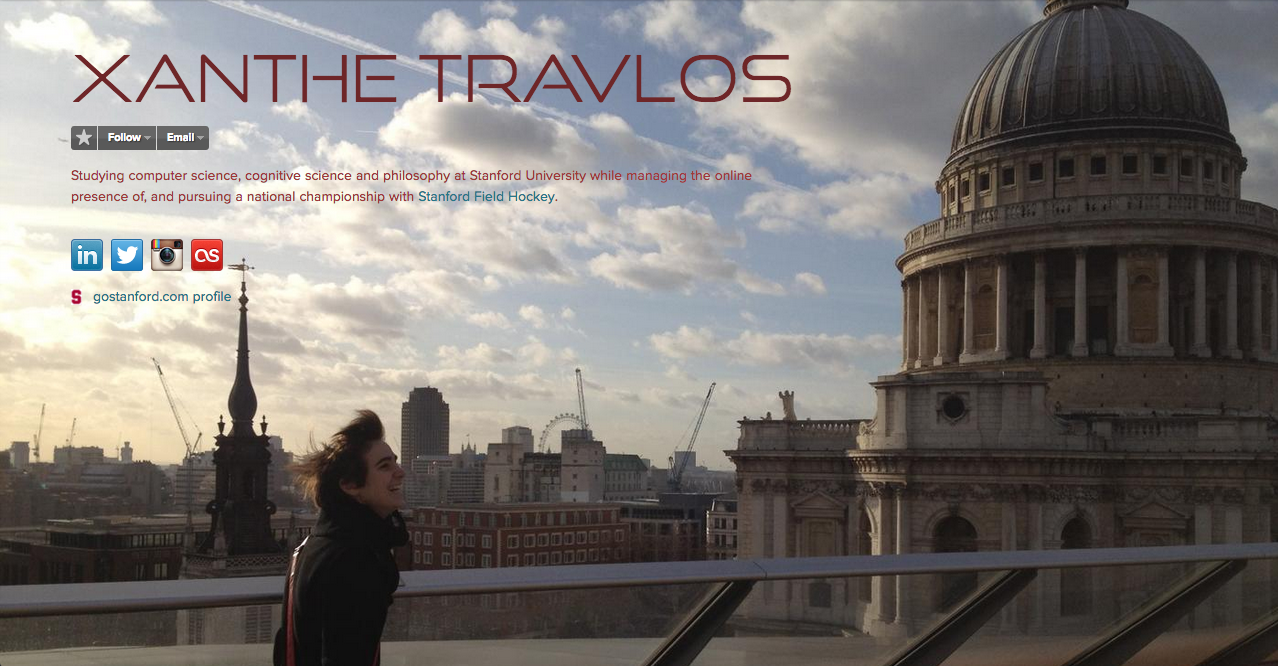 XANTHE TRAVLOS
Follow Email
Studying computer science, cognitive science and philosophy at Stanford University while managing the online
presence of, and pursuing a national championship with Stanford Field Hockey.
in
S gostanford.com profile